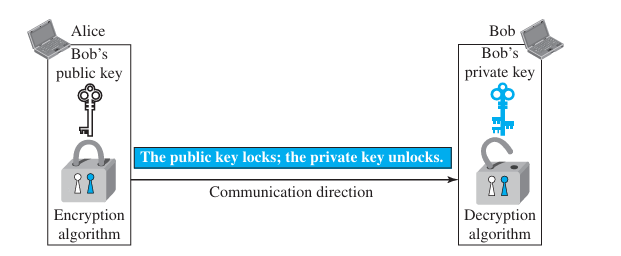 Alice
Bob's
public key
Bob
Bob's
private key
The public key locks; the private key unlocks.
Communication direction
Encryption
algorithm
Decryption
algorithm